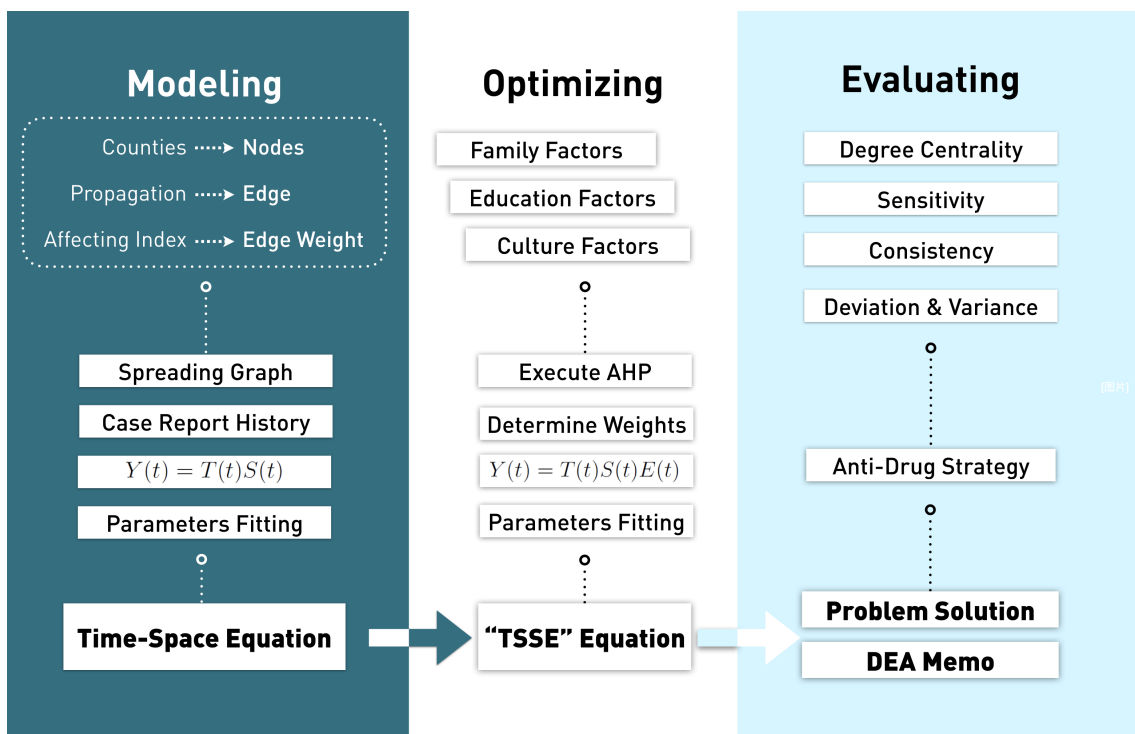 Modeling
Counties Nodes
Propagation Edge
Affecting Index Edge Weight
Spreading Graph
Case Report History
Y(t) = T(t)S(t)
Parameters Fitting
Time-Space Equation
Optimizing
Family Factors
Education Factors
Culture Factors
Execute AHP
Determine Weights
Y(t) = T(t)S(t)E(t)
Parameters Fitting
“TSSE” Equation
Evaluating
Degree Centrality
Sensitivity
Consistency
Deviation & Variance
[图片]
Anti-Drug Strategy
Problem Solution
DEA Memo